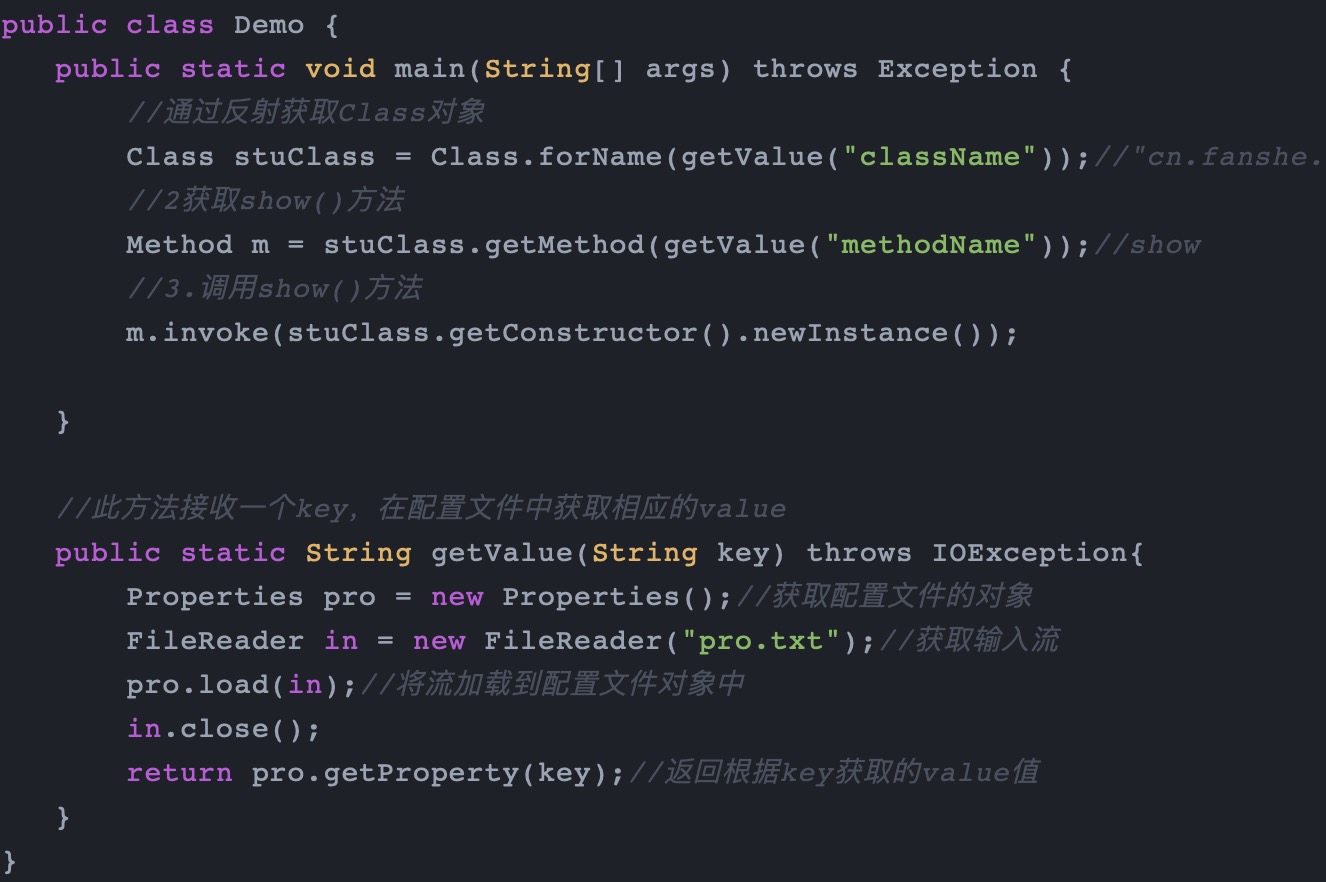 public class Demo {
public static void main(String[] args) throws Exception {
//通过反射获取Class对象
Class stuClass = Class.forName(getValue("className"));//"cn.fanshe.
//2获取show()方法
Method m = stuClass.getMethod(getValue("methodName"));//show
//3.调用show()方法
m.invoke(stuClass.getConstructor().newInstance());
}
//此方法接收一个key，在配置文件中获取相应的value
public static String getValue(String key) throws IOException{
Properties pro = new Properties();//获取配置文件的对象
FileReader in = new FileReader("pro.txt");//获取输入流
pro.load(in);//将流加载到配置文件对象中
in.close();
return pro.getProperty(key);//返回根据key获取的value值
}
}